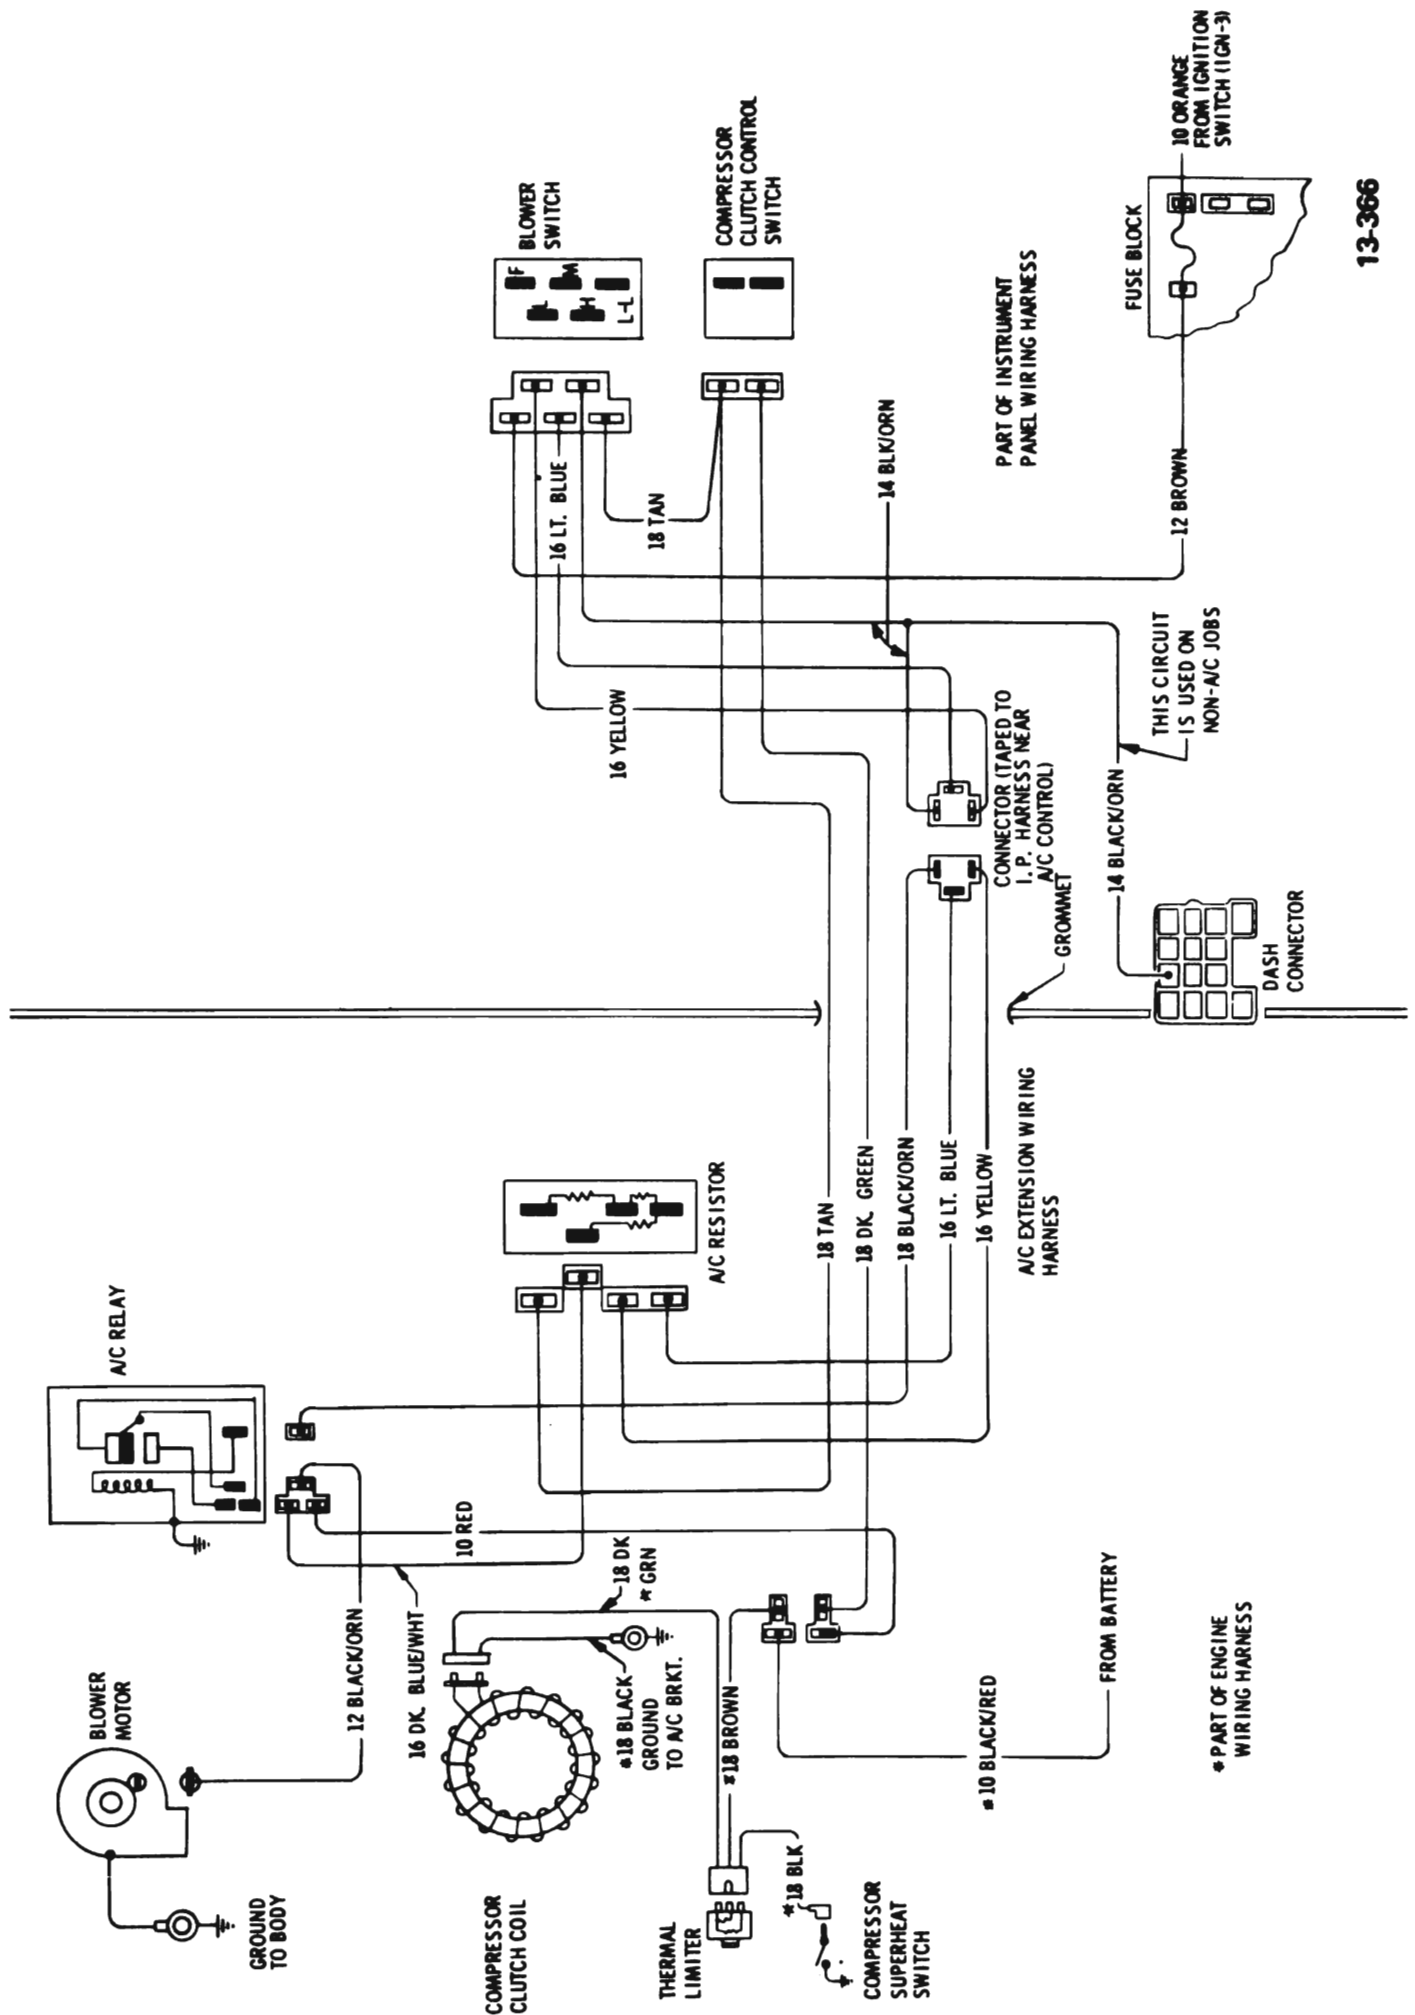 BLOWER
MOTOR
GROUND
TO BODY
A/C RELAY
12 BLACK/ORN
16 DK. BLUE/WHT
10 RED
COMPRESSOR
CLUTCH COIL
*18 BLACK
GROUND
TO A/C BRKT.
18 DK
*GRN
THERMAL
LIMITER
*18 BROWN
*18 BLK
COMPRESSOR
SUPERHEAT
SWITCH
*10 BLACK/RED
FROM BATTERY
*PART OF ENGINE
WIRING HARNESS
A/C RESISTOR
18 TAN
18 DK. GREEN
18 BLACK/ORN
16 LT. BLUE
16 YELLOW
A/C EXTENSION WIRING
HARNESS
BLOWER
SWITCH
F
M
L
H
L-L
COMPRESSOR
CLUTCH CONTROL
SWITCH
16 LT. BLUE
18 TAN
16 YELLOW
14 BLK/ORN
PART OF INSTRUMENT
PANEL WIRING HARNESS
CONNECTOR (TAPED TO
I.P. HARNESS NEAR
A/C CONTROL)
GROMMET
14 BLACK/ORN
THIS CIRCUIT
IS USED ON
NON-A/C JOBS
DASH
CONNECTOR
FUSE BLOCK
12 BROWN
10 ORANGE
FROM IGNITION
SWITCH (IGN-3)
13-366